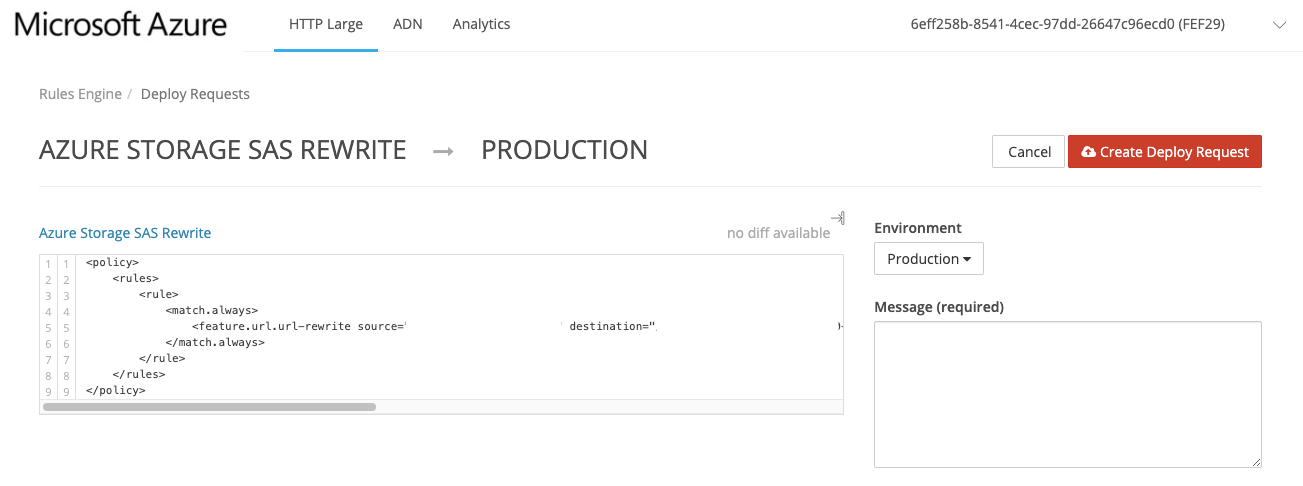 Microsoft Azure
HTTP Large ADN Analytics
6eff258b-8541-4cec-97dd-26647c96ecd0 (FEF29)
Rules Engine / Deploy Requests
AZURE STORAGE SAS REWRITE → PRODUCTION
Cancel
Create Deploy Request
Azure Storage SAS Rewrite
no diff available
1 1 <policy>
2 2 <rules>
3 3 <rule>
4 4 <match.always>
5 5 <feature.url.url-rewrite source=" destination="
6 6 </match.always>
7 7 </rule>
8 8 </rules>
9 9 </policy>
Environment
Production
Message (required)